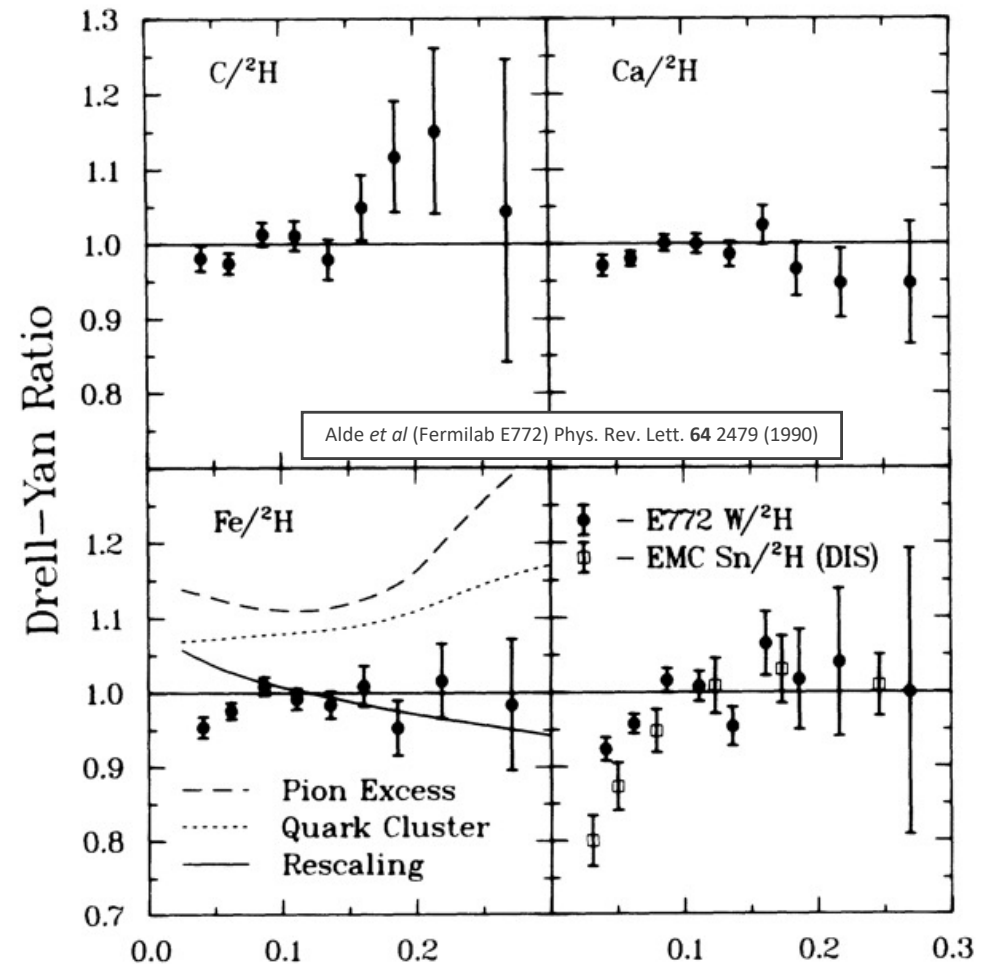 1.3
1.2
1.1
1.0
0.9
0.8
C/²H
Ca/²H
Drell–Yan Ratio
Alde et al (Fermilab E772) Phys. Rev. Lett. 64 2479 (1990)
1.2
1.1
1.0
0.9
0.8
0.7
Fe/²H
Pion Excess
Quark Cluster
Rescaling
– E772 W/²H
– EMC Sn/²H (DIS)
0.0 0.1 0.2 0.1 0.2 0.3